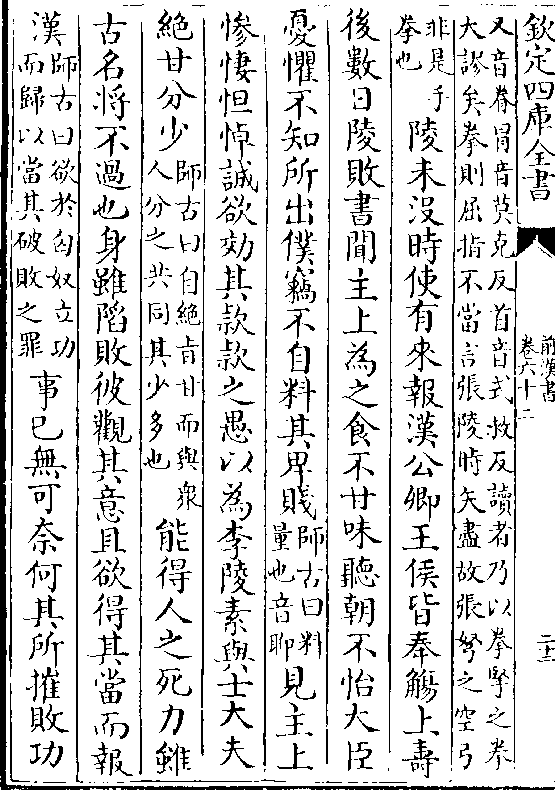 欽定四庫全書
前漢書
卷六十二
二十三
又音眷冒音莫克反首音式救反讀者乃以拳擊之拳
大謬矣拳則屈指不當言張陵時矢盡故張弩之空弓
非是手
拳也
陵未沒時使有來報漢公卿王侯皆奉觴上壽
後數日陵敗書聞主上為之食不甘味聽朝不怡大臣
憂懼不知所出僕竊不自料其卑賤師古曰料
量也音聊
見主上
慘悽怛悼誠欲效其款款之愚以為李陵素與士大夫
絕甘分少師古曰自絕旨甘而與衆
人分之共同其少多也
能得人之死力雖
古名將不過也身雖陷敗彼觀其意且欲得其當而報
漢師古曰欲於匈奴立功
而歸以當其破敗之罪
事已無可奈何其所摧敗功